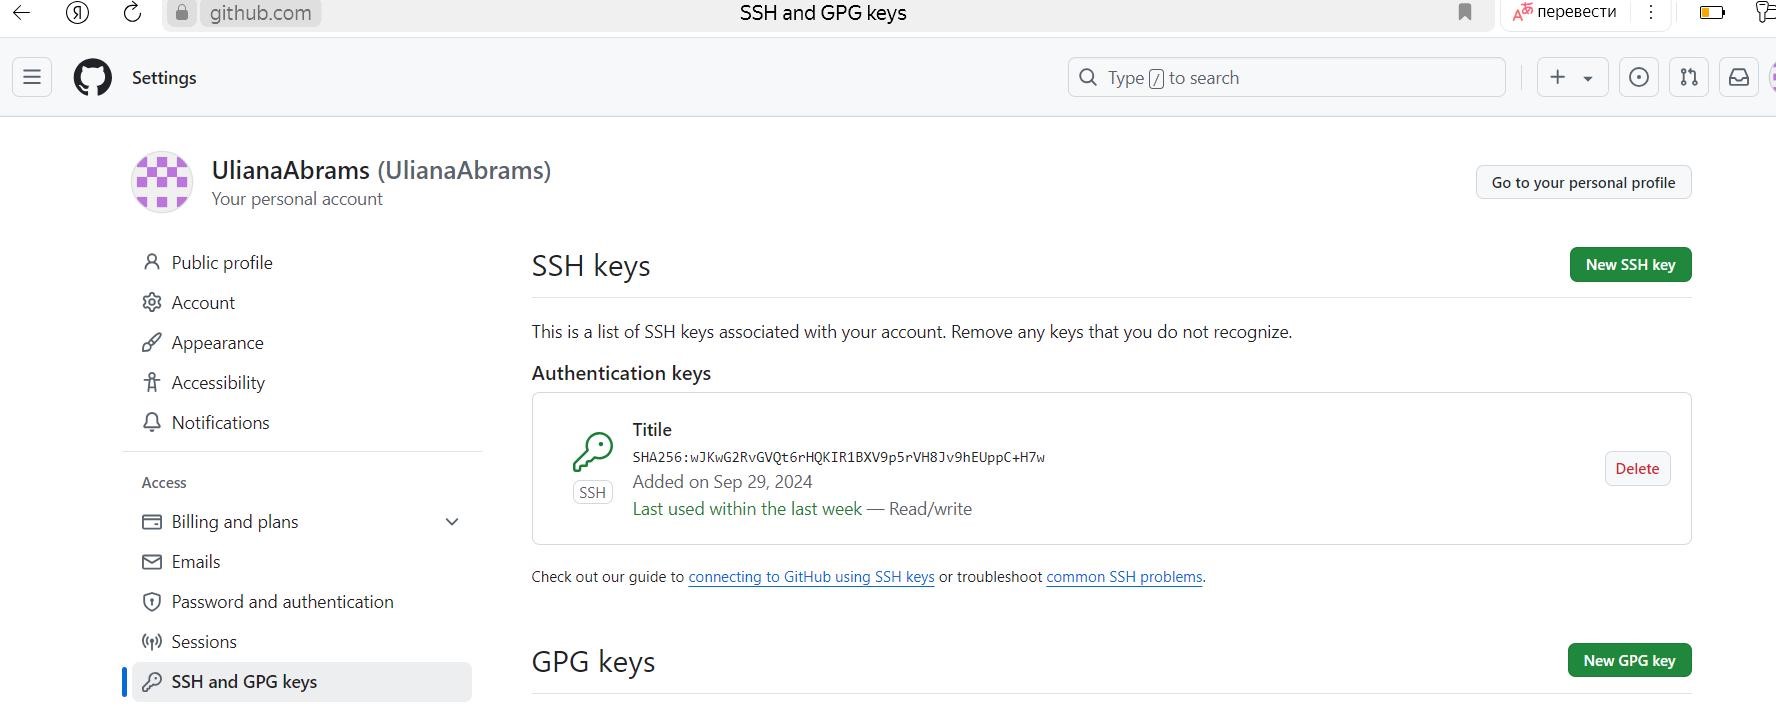 github.com
SSH and GPG keys
перевести
Settings
Type / to search
UlianaAbrams (UlianaAbrams)
Your personal account
Go to your personal profile
Public profile
Account
Appearance
Accessibility
Notifications
Access
Billing and plans
Emails
Password and authentication
Sessions
SSH and GPG keys
SSH keys
New SSH key
This is a list of SSH keys associated with your account. Remove any keys that you do not recognize.
Authentication keys
Titile
SHA256:wJKwG2RvGVQt6rHQKIR1BXV9p5rVH8Jv9hEUppC+H7w
Added on Sep 29, 2024
Last used within the last week — Read/write
SSH
Delete
Check out our guide to connecting to GitHub using SSH keys or troubleshoot common SSH problems.
GPG keys
New GPG key